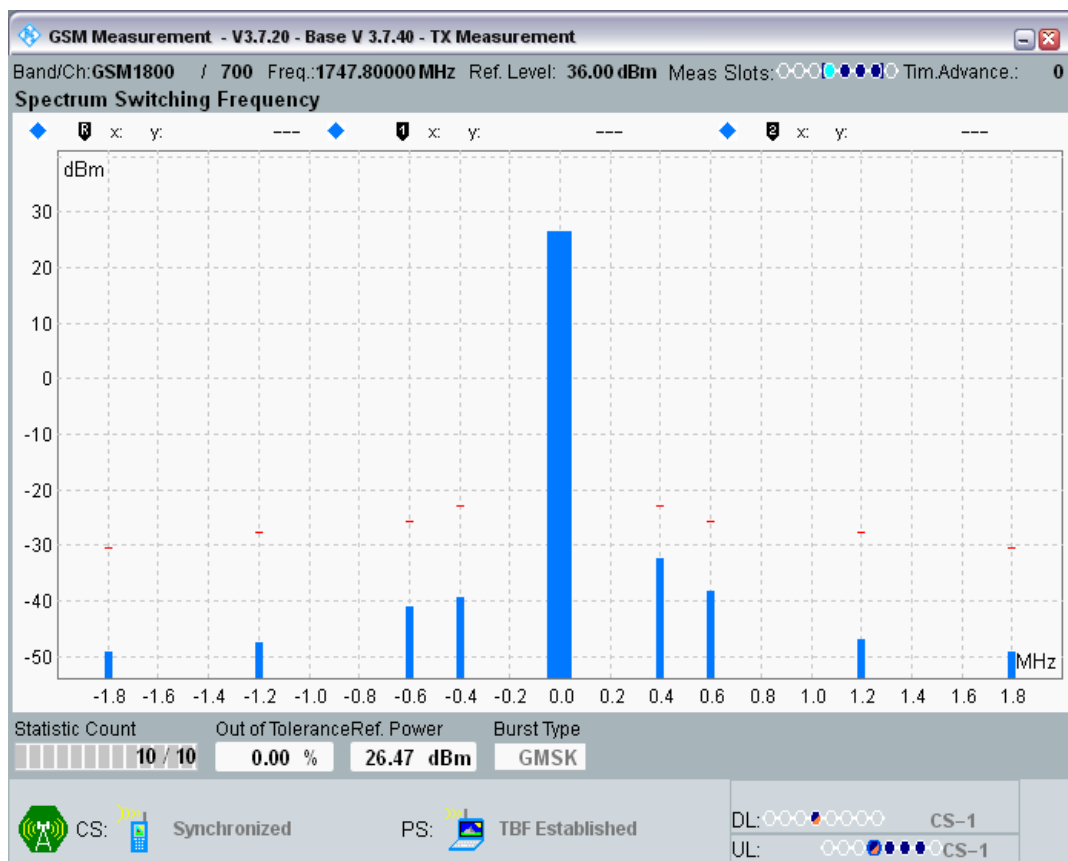 GSM Measurement - V3.7.20 - Base V 3.7.40 - TX Measurement
Band/Ch:GSM1800 / 700 Freq.:1747.80000 MHz Ref. Level: 36.00 dBm Meas Slots: Tim.Advance.: 0
Spectrum Switching Frequency
R x: y: --- 1 x: y: --- 2 x: y: ---
dBm
30
20
10
0
-10
-20
-30
-40
-50
MHz
-1.8 -1.6 -1.4 -1.2 -1.0 -0.8 -0.6 -0.4 -0.2 0.0 0.2 0.4 0.6 0.8 1.0 1.2 1.4 1.6 1.8
Statistic Count Out of Tolerance Ref. Power Burst Type
10 / 10 0.00 % 26.47 dBm GMSK
CS: Synchronized PS: TBF Established
DL: CS-1
UL: CS-1